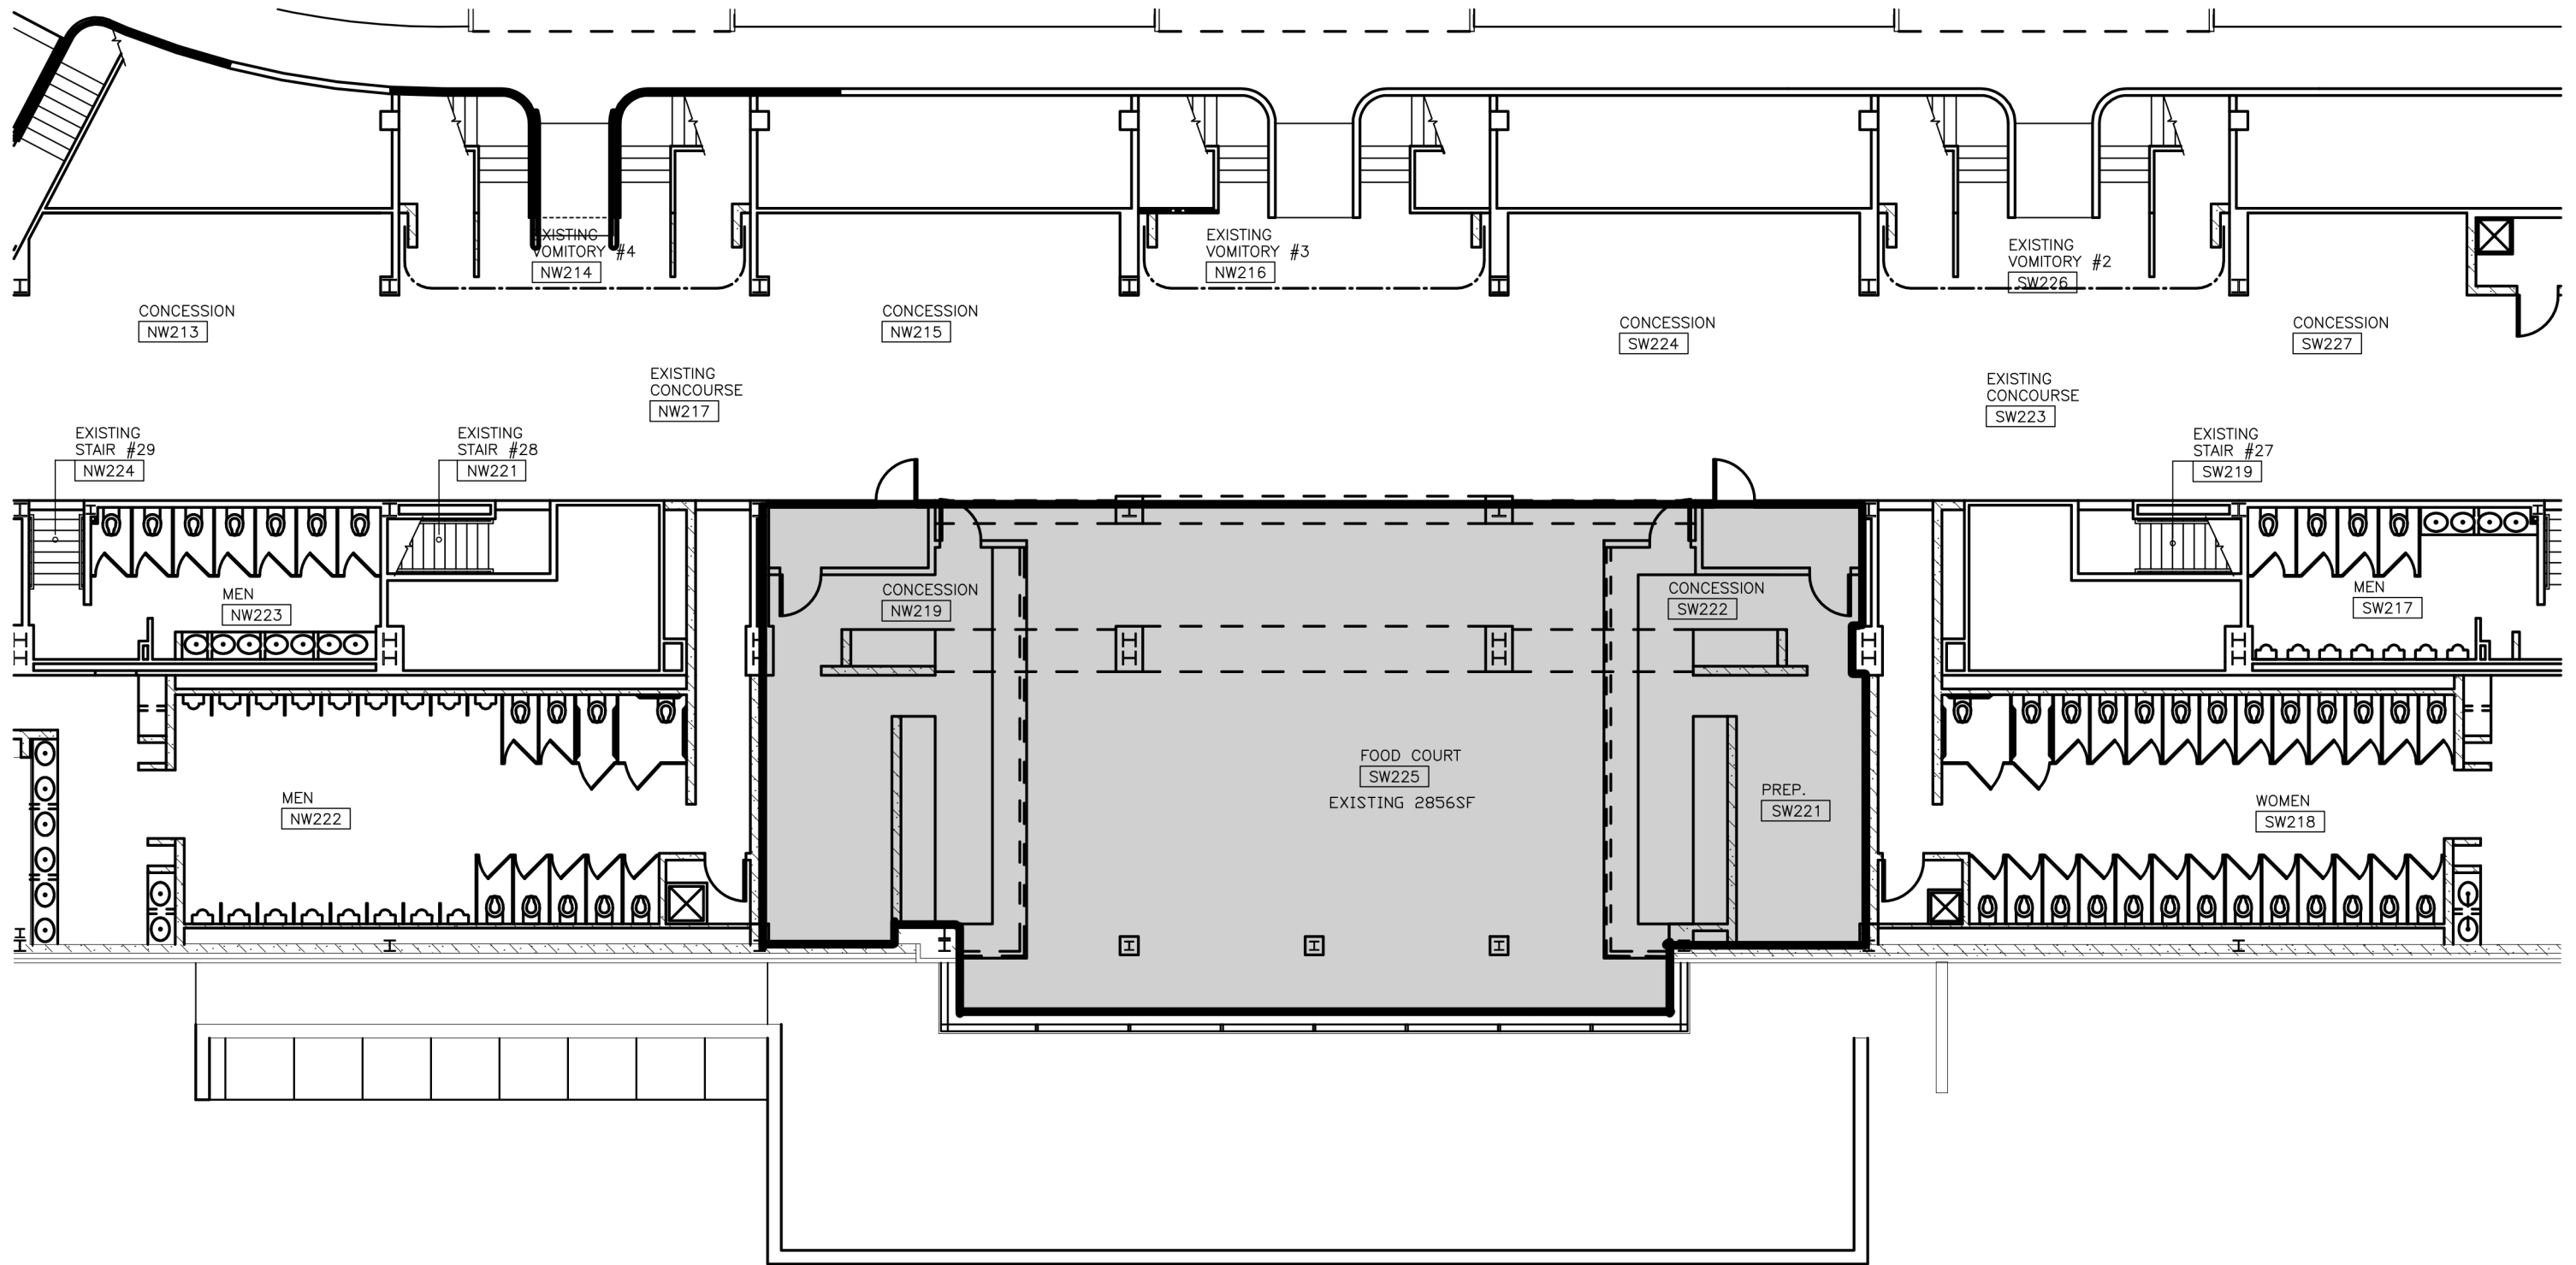 EXISTING
VOMITORY #4
NW214
EXISTING
VOMITORY #3
NW216
EXISTING
VOMITORY #2
SW226
CONCESSION
NW213
CONCESSION
NW215
CONCESSION
SW224
CONCESSION
SW227
EXISTING
CONCOURSE
NW217
EXISTING
CONCOURSE
SW223
EXISTING
STAIR #29
NW224
EXISTING
STAIR #28
NW221
EXISTING
STAIR #27
SW219
MEN
NW223
CONCESSION
NW219
CONCESSION
SW222
MEN
SW217
FOOD COURT
SW225
EXISTING 2856SF
MEN
NW222
PREP.
SW221
WOMEN
SW218